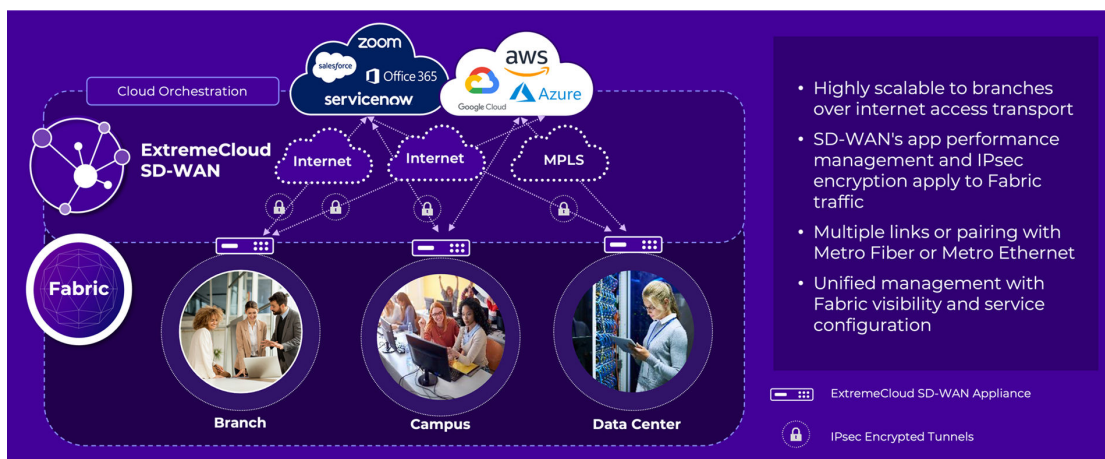 zoom
salesforce
Office 365
servicenow
aws
Google Cloud
Azure
Cloud Orchestration
ExtremeCloud
SD-WAN
Internet
Internet
MPLS
Fabric
Branch
Campus
Data Center
• Highly scalable to branches
over internet access transport
• SD-WAN's app performance
management and IPsec
encryption apply to Fabric
traffic
• Multiple links or pairing with
Metro Fiber or Metro Ethernet
• Unified management with
Fabric visibility and service
configuration
ExtremeCloud SD-WAN Appliance
IPsec Encrypted Tunnels